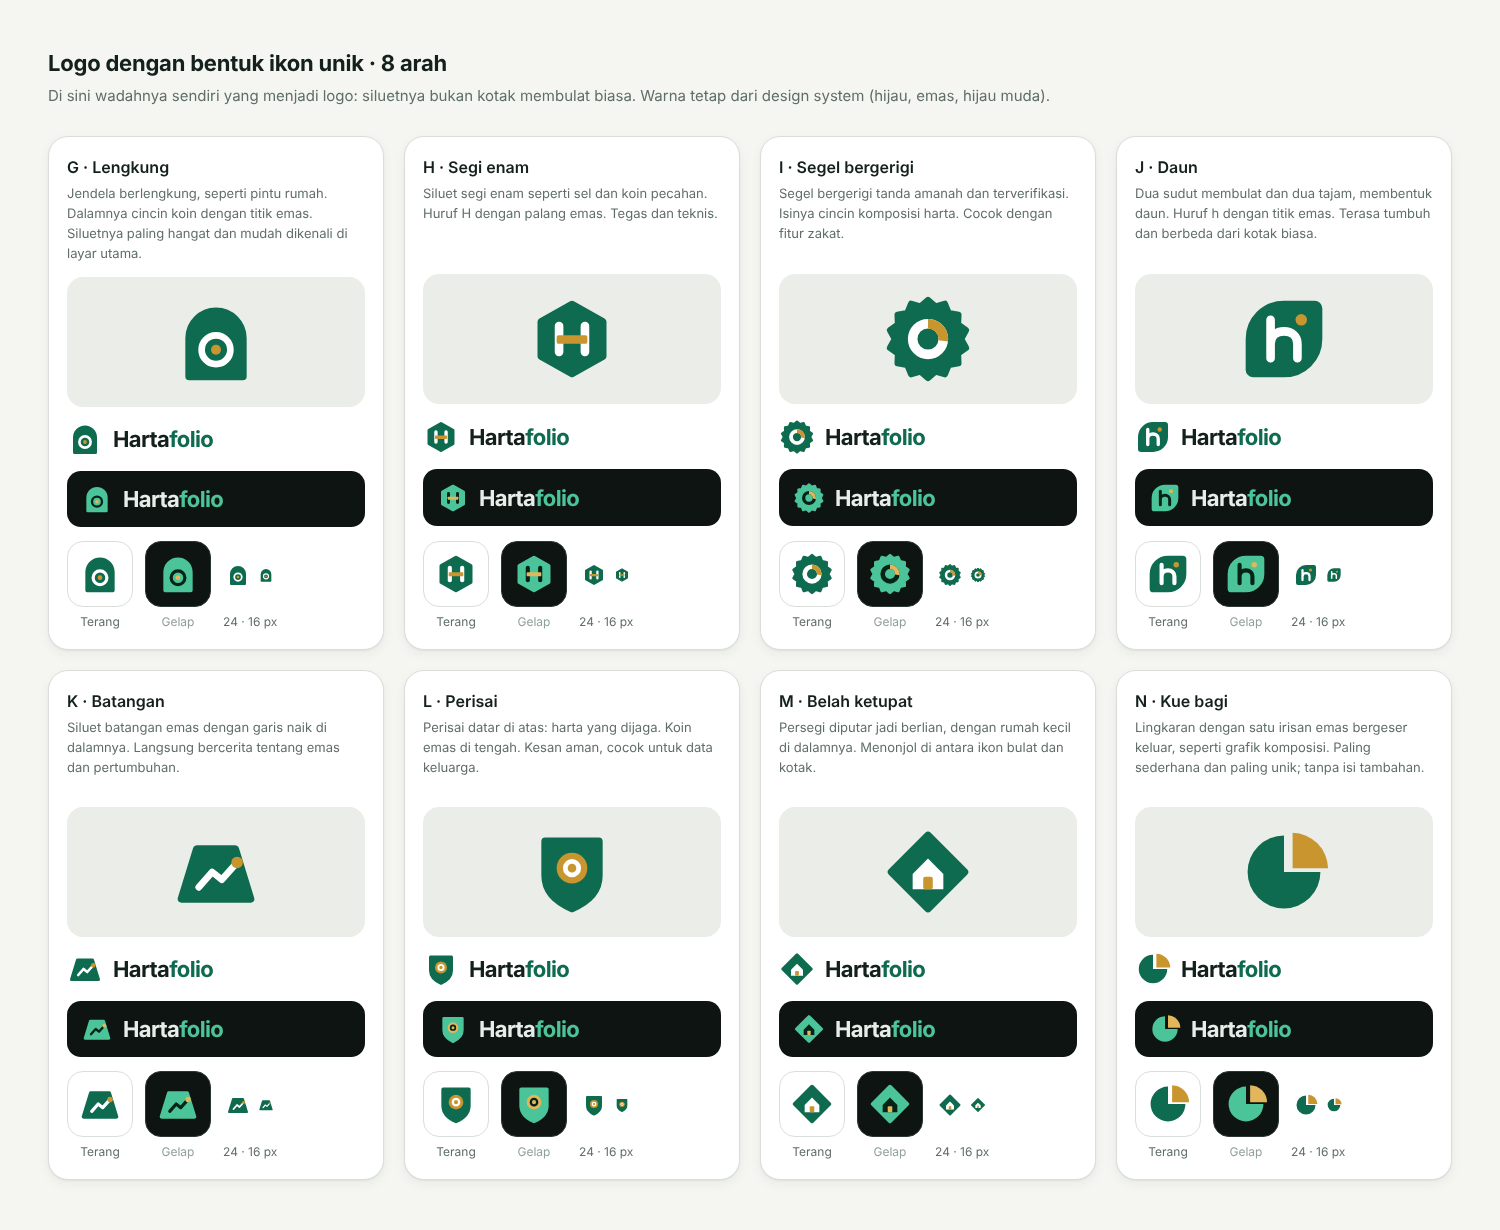 Logo dengan bentuk ikon unik · 8 arah
Di sini wadahnya sendiri yang menjadi logo: siluetnya bukan kotak membulat biasa. Warna tetap dari design system (hijau, emas, hijau muda).
G · Lengkung
Jendela berlengkung, seperti pintu rumah.
Dalamnya cincin koin dengan titik emas.
Siluetnya paling hangat dan mudah dikenali di
layar utama.
Hartafolio
Hartafolio
Terang
Gelap
24 · 16 px
H · Segi enam
Siluet segi enam seperti sel dan koin pecahan.
Huruf H dengan palang emas. Tegas dan teknis.
H
H
Hartafolio
H
Hartafolio
H
H
H
H
Terang
Gelap
24 · 16 px
I · Segel bergerigi
Segel bergerigi tanda amanah dan terverifikasi.
Isinya cincin komposisi harta. Cocok dengan
fitur zakat.
Hartafolio
Hartafolio
Terang
Gelap
24 · 16 px
J · Daun
Dua sudut membulat dan dua tajam, membentuk
daun. Huruf h dengan titik emas. Terasa tumbuh
dan berbeda dari kotak biasa.
h
h
Hartafolio
h
Hartafolio
h
h
h
h
Terang
Gelap
24 · 16 px
K · Batangan
Siluet batangan emas dengan garis naik di
dalamnya. Langsung bercerita tentang emas
dan pertumbuhan.
Hartafolio
Hartafolio
Terang
Gelap
24 · 16 px
L · Perisai
Perisai datar di atas: harta yang dijaga. Koin
emas di tengah. Kesan aman, cocok untuk data
keluarga.
Hartafolio
Hartafolio
Terang
Gelap
24 · 16 px
M · Belah ketupat
Persegi diputar jadi berlian, dengan rumah kecil
di dalamnya. Menonjol di antara ikon bulat dan
kotak.
Hartafolio
Hartafolio
Terang
Gelap
24 · 16 px
N · Kue bagi
Lingkaran dengan satu irisan emas bergeser
keluar, seperti grafik komposisi. Paling
sederhana dan paling unik; tanpa isi tambahan.
Hartafolio
Hartafolio
Terang
Gelap
24 · 16 px